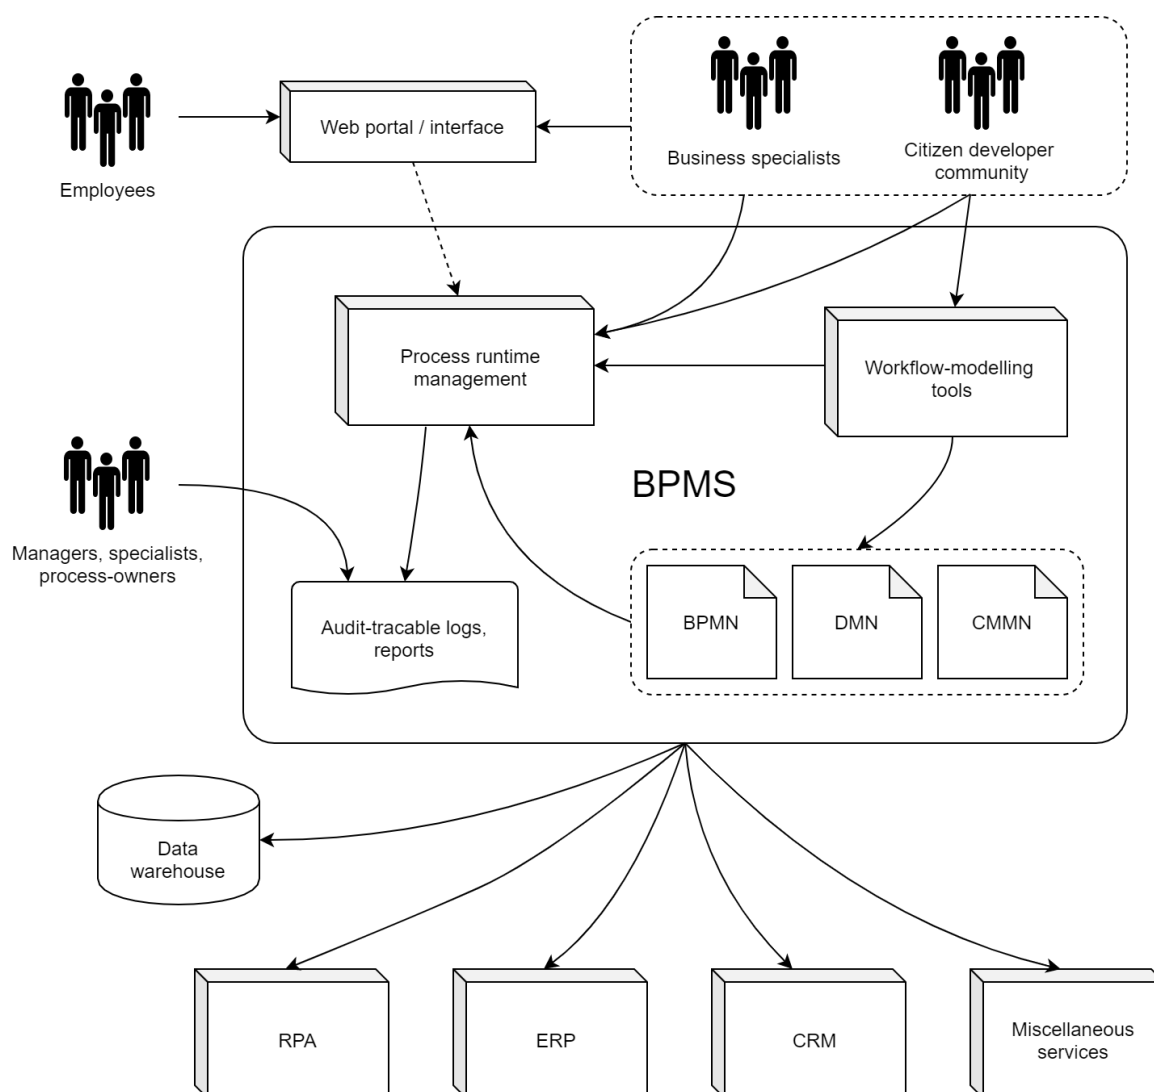 Employees
Web portal / interface
Business specialists
Citizen developer
community
Process runtime
management
Workflow-modelling
tools
BPMS
Managers, specialists,
process-owners
Audit-tracable logs,
reports
BPMN
DMN
CMMN
Data
warehouse
RPA
ERP
CRM
Miscellaneous
services